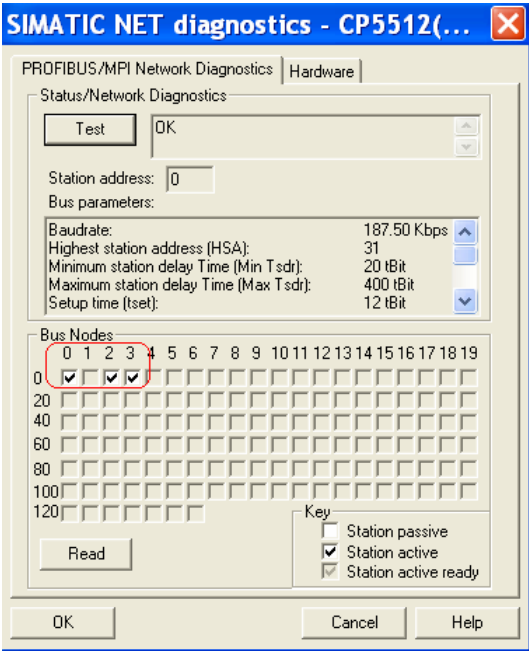 SIMATIC NET diagnostics - CP5512(...
PROFIBUS/MPI Network Diagnostics Hardware
Status/Network Diagnostics
Test OK
Station address: 0
Bus parameters:
Baudrate: 187.50 Kbps
Highest station address (HSA): 31
Minimum station delay Time (Min Tsdr): 20 tBit
Maximum station delay Time (Max Tsdr): 400 tBit
Setup time (tset): 12 tBit
Bus Nodes
0 1 2 3 4 5 6 7 8 9 10 11 12 13 14 15 16 17 18 19
0
20
40
60
80
100
120
Key
Station passive
Station active
Station active ready
Read
OK Cancel Help